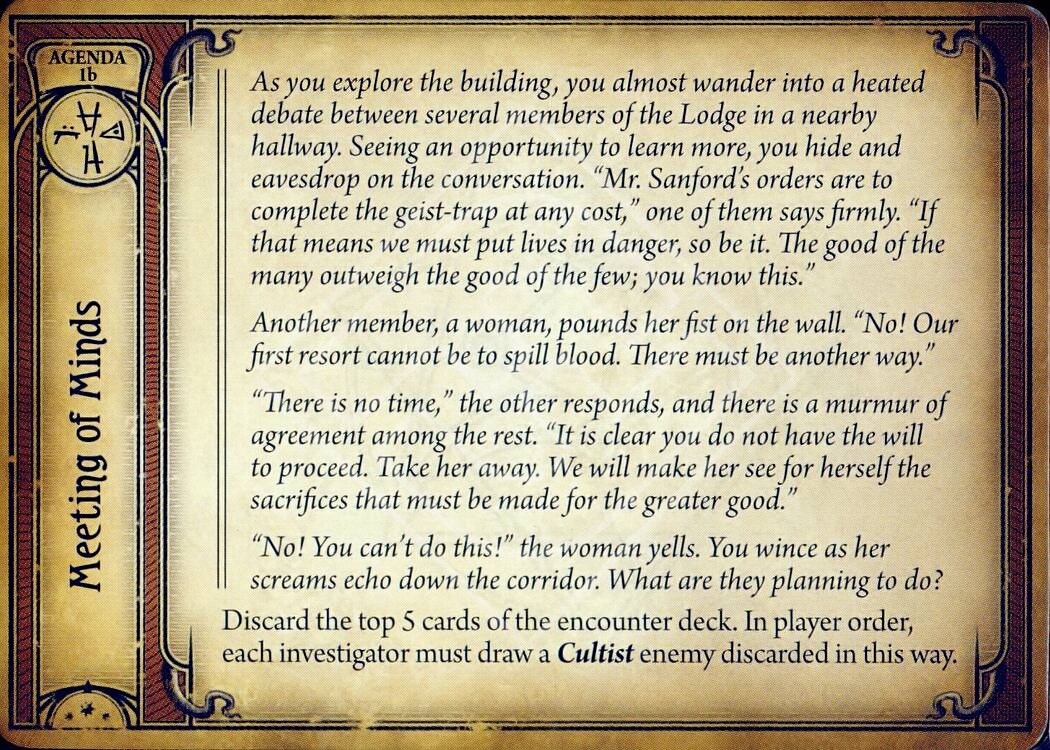 AGENDA
1b
Meeting of Minds
As you explore the building, you almost wander into a heated
debate between several members of the Lodge in a nearby
hallway. Seeing an opportunity to learn more, you hide and
eavesdrop on the conversation. “Mr. Sanford’s orders are to
complete the geist-trap at any cost,” one of them says firmly. “If
that means we must put lives in danger, so be it. The good of the
many outweigh the good of the few; you know this.”
Another member, a woman, pounds her fist on the wall. “No! Our
first resort cannot be to spill blood. There must be another way.”
“There is no time,” the other responds, and there is a murmur of
agreement among the rest. “It is clear you do not have the will
to proceed. Take her away. We will make her see for herself the
sacrifices that must be made for the greater good.”
“No! You can’t do this!” the woman yells. You wince as her
screams echo down the corridor. What are they planning to do?
Discard the top 5 cards of the encounter deck. In player order,
each investigator must draw a Cultist enemy discarded in this way.